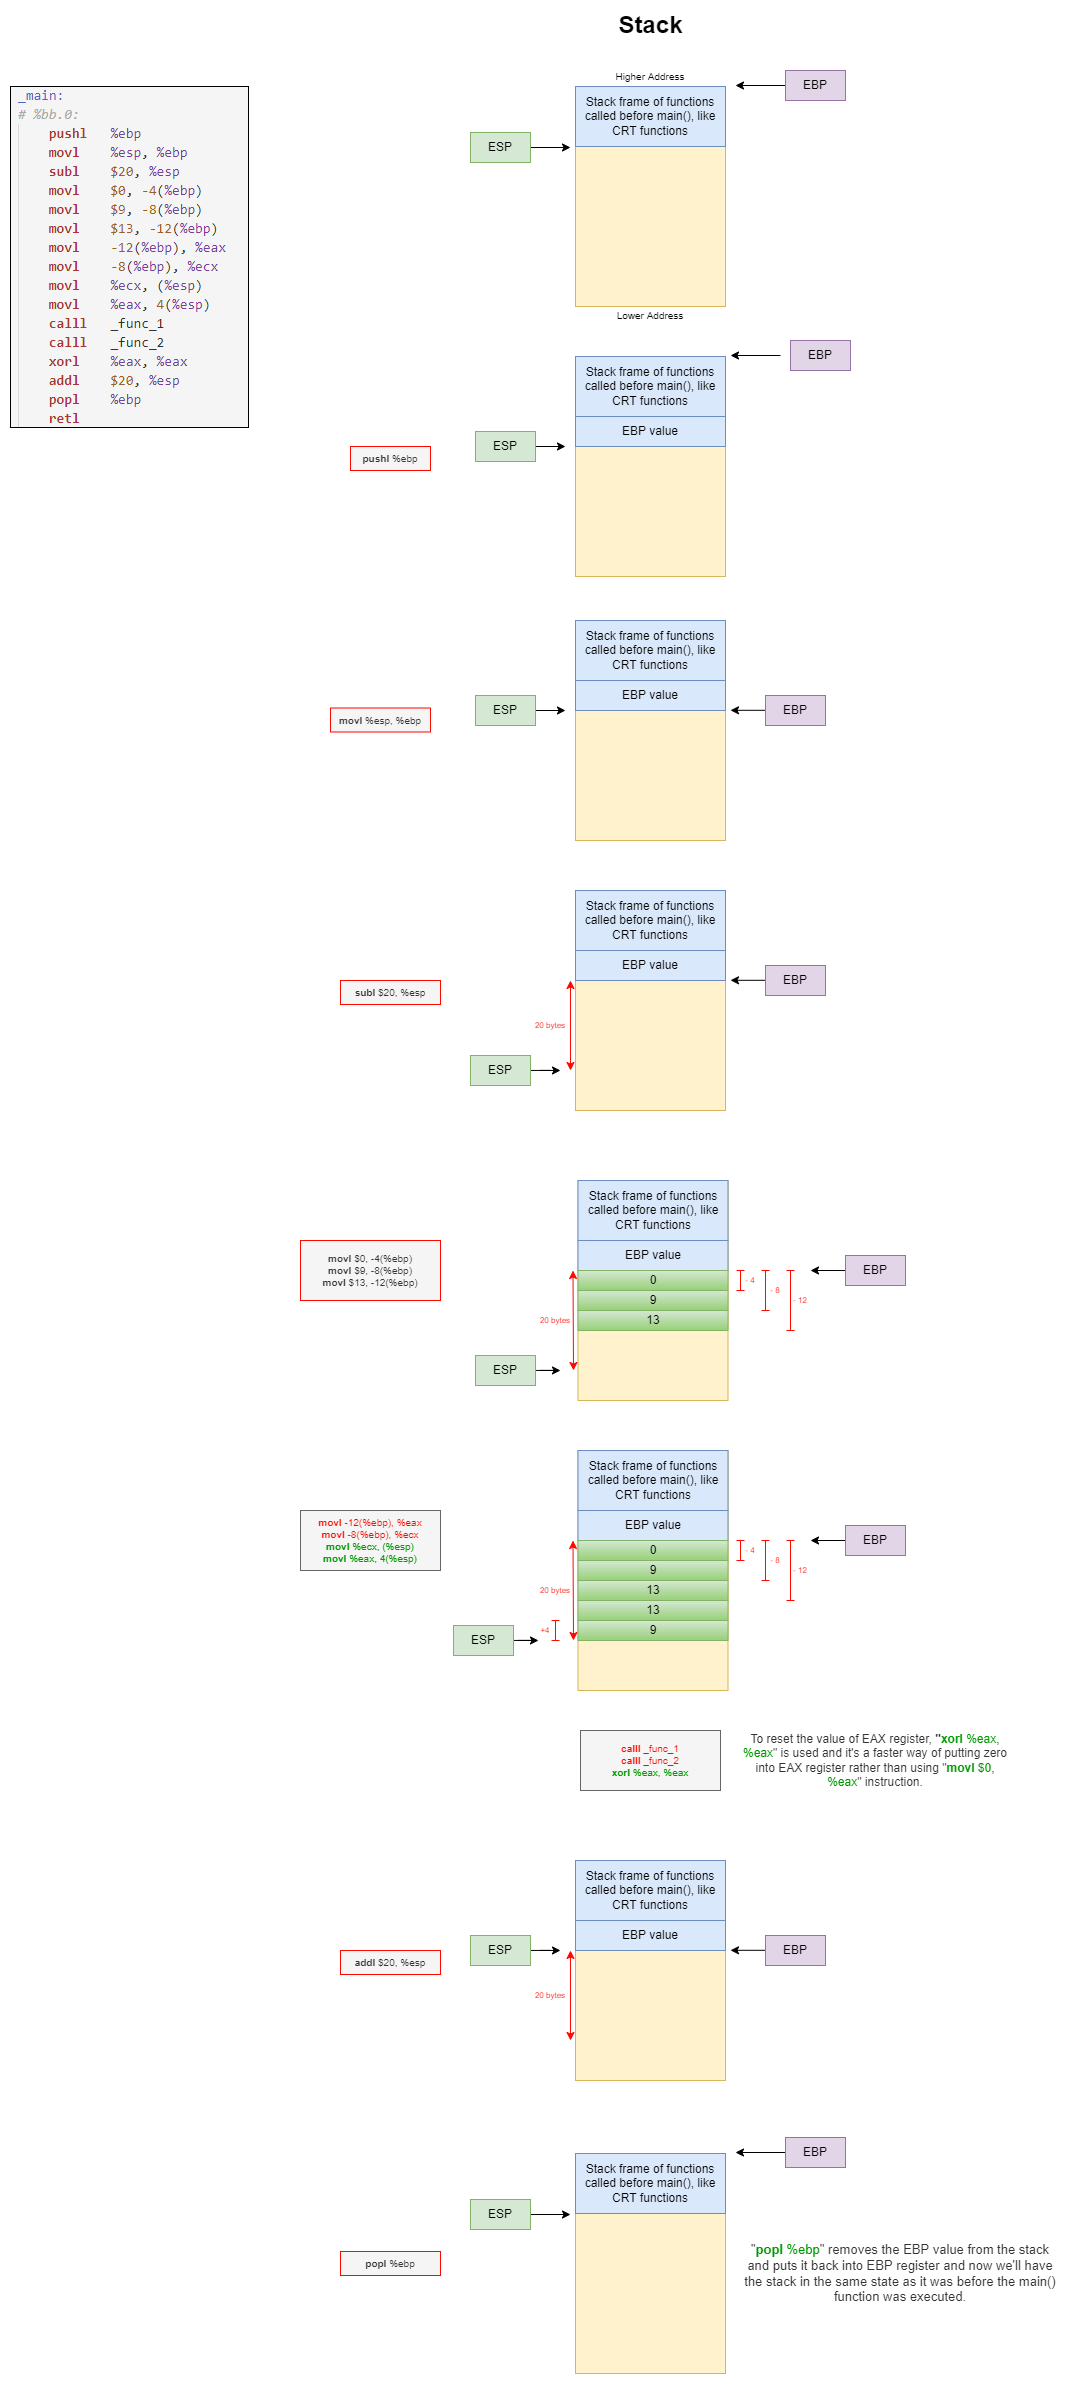 Stack
_main:
# %bb.0:
pushl %ebp
movl %esp, %ebp
subl $20, %esp
movl $0, -4(%ebp)
movl $9, -8(%ebp)
movl $13, -12(%ebp)
movl -12(%ebp), %eax
movl -8(%ebp), %ecx
movl %ecx, (%esp)
movl %eax, 4(%esp)
calll _func_1
calll _func_2
xorl %eax, %eax
addl $20, %esp
popl %ebp
retl
Higher Address
EBP
Stack frame of functions
called before main(), like
CRT functions
ESP
Lower Address
EBP
Stack frame of functions
called before main(), like
CRT functions
EBP value
ESP
pushl %ebp
Stack frame of functions
called before main(), like
CRT functions
EBP value
ESP
EBP
movl %esp, %ebp
Stack frame of functions
called before main(), like
CRT functions
EBP value
EBP
subl $20, %esp
20 bytes
ESP
Stack frame of functions
called before main(), like
CRT functions
EBP value
EBP
movl $0, -4(%ebp)
movl $9, -8(%ebp)
movl $13, -12(%ebp)
0
9
13
- 4
- 8
- 12
20 bytes
ESP
Stack frame of functions
called before main(), like
CRT functions
EBP value
EBP
movl -12(%ebp), %eax
movl -8(%ebp), %ecx
movl %ecx, (%esp)
movl %eax, 4(%esp)
0
9
13
13
9
- 4
- 8
- 12
20 bytes
+4
ESP
calll _func_1
calll _func_2
xorl %eax, %eax
To reset the value of EAX register, "xorl %eax,
%eax" is used and it's a faster way of putting zero
into EAX register rather than using "movl $0,
%eax" instruction.
Stack frame of functions
called before main(), like
CRT functions
EBP value
ESP
EBP
addl $20, %esp
20 bytes
EBP
Stack frame of functions
called before main(), like
CRT functions
ESP
popl %ebp
"popl %ebp" removes the EBP value from the stack
and puts it back into EBP register and now we'll have
the stack in the same state as it was before the main()
function was executed.